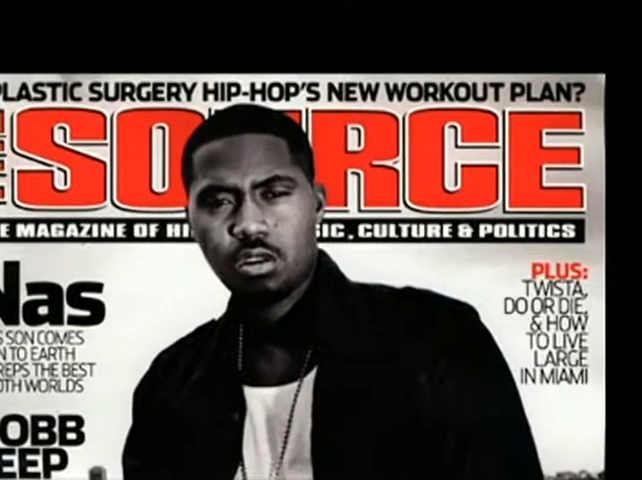 PLASTIC SURGERY HIP-HOP'S NEW WORKOUT PLAN?
E SOURCE
E MAGAZINE OF HI IC, CULTURE & POLITICS
Nas
S SON COMES
N TO EARTH
REPS THE BEST
OTH WORLDS
OBB
EEP
PLUS:
TWISTA,
DO OR DIE,
& HOW
TO LIVE
LARGE
IN MIAMI